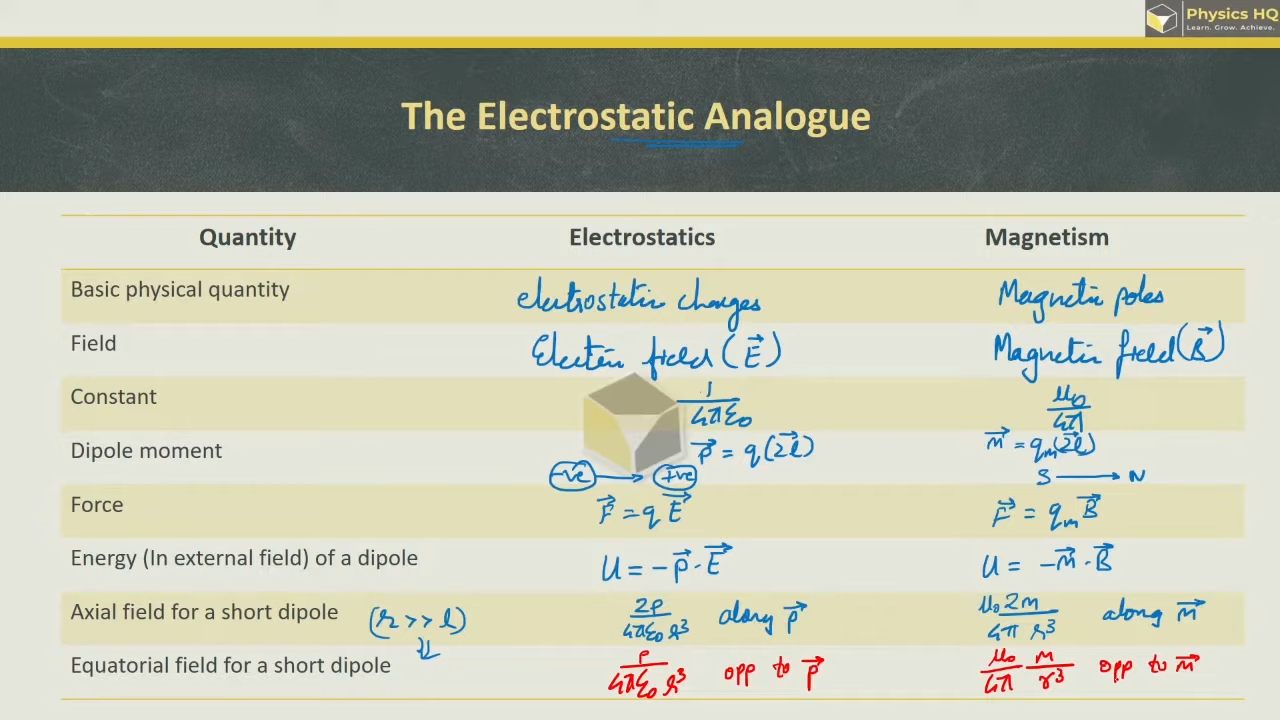 Physics HQ
Learn. Grow. Achieve.
The Electrostatic Analogue
Quantity Electrostatics Magnetism
Basic physical quantity electrostatic charges Magnetic poles
Field Electric field (E⃗) Magnetic field (B⃗)
Constant 1/4πε₀ μ₀/4π
Dipole moment p⃗ = q(2l⃗) m⃗ = qₘ(2l⃗)
-ve → +ve S → N
Force F⃗ = qE⃗ F⃗ = qₘB⃗
Energy (In external field) of a dipole U = -p⃗·E⃗ U = -m⃗·B⃗
Axial field for a short dipole (r >> l) 2p/4πε₀r³ along p⃗ μ₀2m/4πr³ along m⃗
Equatorial field for a short dipole p/4πε₀r³ opp to p⃗ μ₀/4π m/r³ opp to m⃗